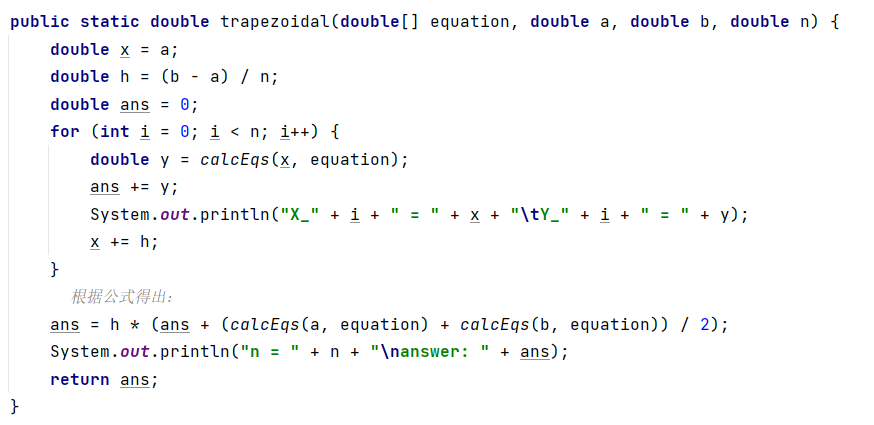 public static double trapezoidal(double[] equation, double a, double b, double n) {
    double x = a;
    double h = (b - a) / n;
    double ans = 0;
    for (int i = 0; i < n; i++) {
        double y = calcEqs(x, equation);
        ans += y;
        System.out.println("X_" + i + " = " + x + "\tY_" + i + " = " + y);
        x += h;
    }
      根据公式得出：
    ans = h * (ans + (calcEqs(a, equation) + calcEqs(b, equation)) / 2);
    System.out.println("n = " + n + "\nanswer: " + ans);
    return ans;
}